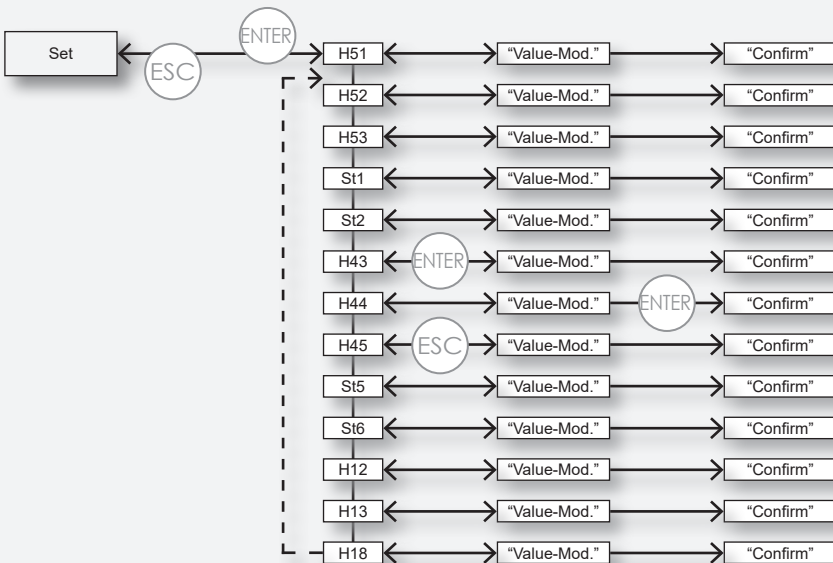 ENTER
Set
ESC
H51 “Value-Mod.” “Confirm”
H52 “Value-Mod.” “Confirm”
H53 “Value-Mod.” “Confirm”
St1 “Value-Mod.” “Confirm”
St2 “Value-Mod.” “Confirm”
H43 ENTER “Value-Mod.” “Confirm”
H44 “Value-Mod.” ENTER “Confirm”
H45 ESC “Value-Mod.” “Confirm”
St5 “Value-Mod.” “Confirm”
St6 “Value-Mod.” “Confirm”
H12 “Value-Mod.” “Confirm”
H13 “Value-Mod.” “Confirm”
H18 “Value-Mod.” “Confirm”